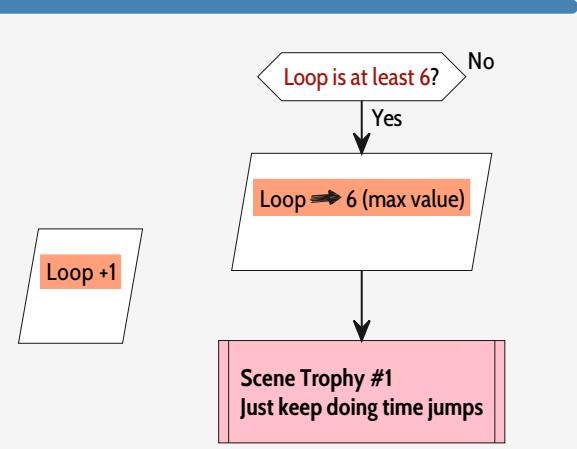 Loop is at least 6?
No
Yes
Loop ➠ 6 (max value)
Loop +1
Scene Trophy #1
Just keep doing time jumps